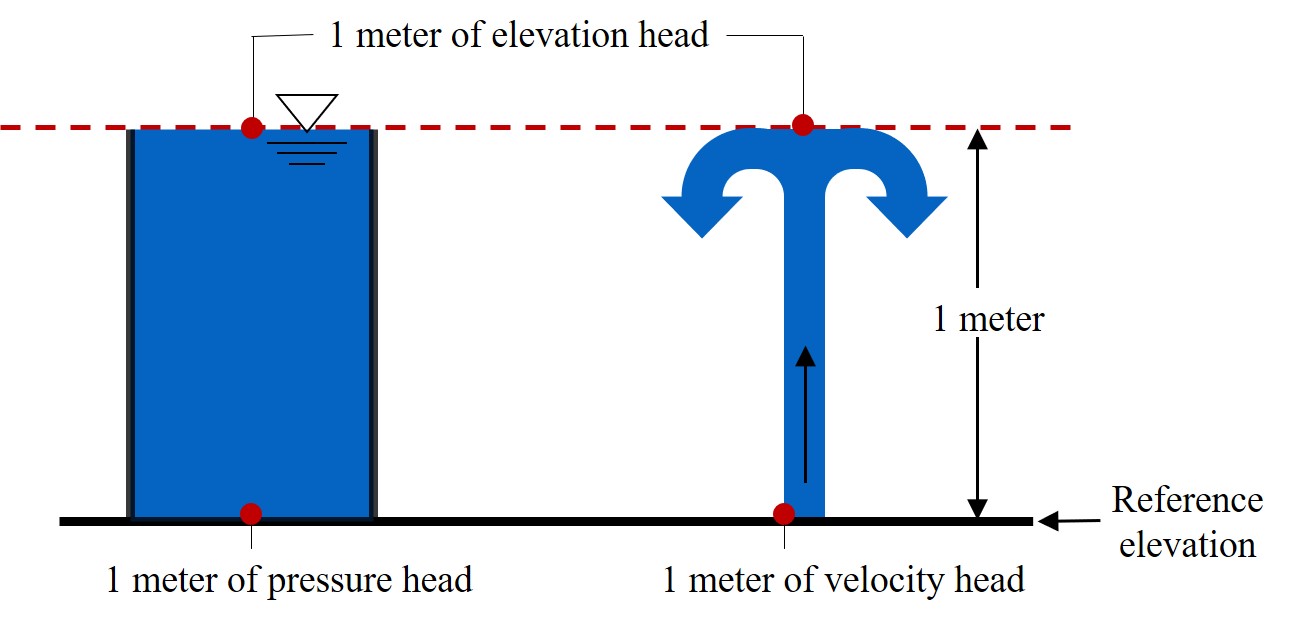 1 meter of elevation head
1 meter
Reference
elevation
1 meter of pressure head
1 meter of velocity head